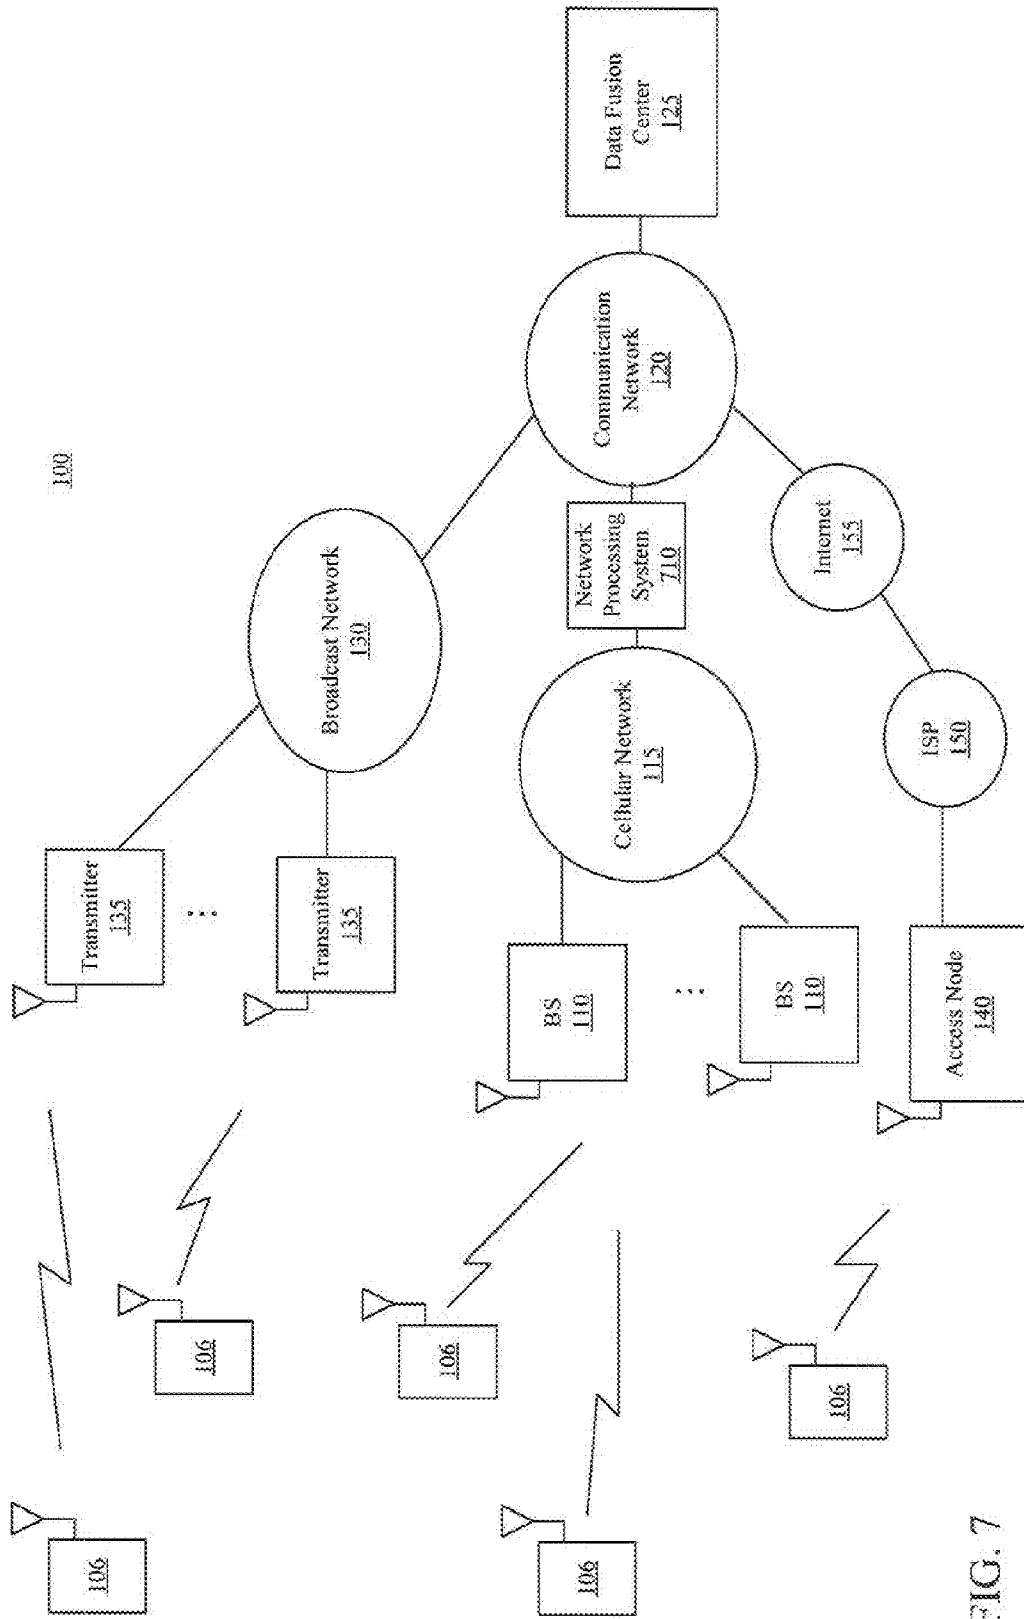 100
Transmitter
135
⋮
Transmitter
135
Broadcast Network
130
106
106
106
106
106
BS
110
⋮
BS
110
Cellular Network
115
Network
Processing
System
710
Communication
Network
120
Data Fusion
Center
125
Access Node
140
ISP
150
Internet
155
FIG. 7